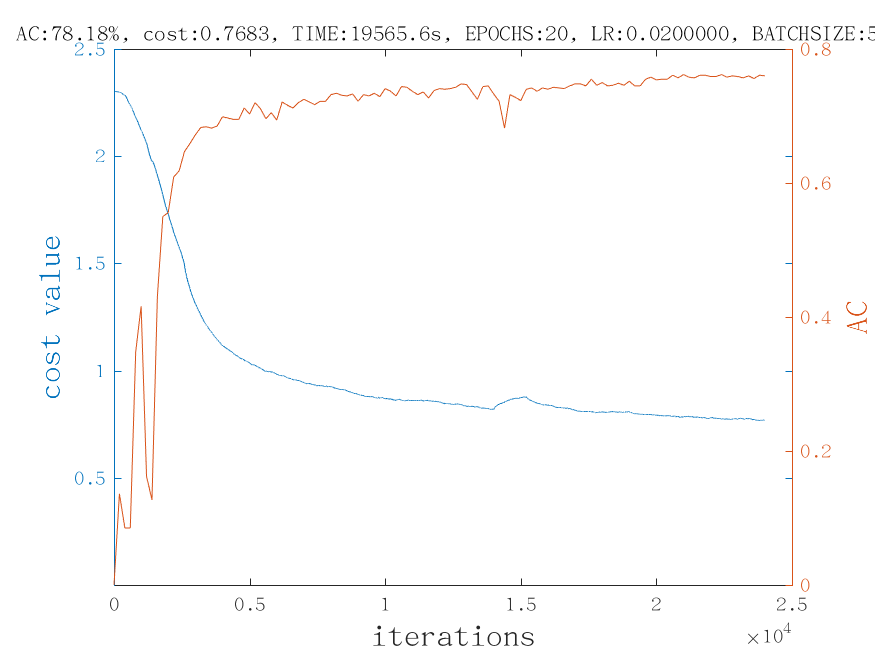 AC:78.18%, cost:0.7683, TIME:19565.6s, EPOCHS:20, LR:0.0200000, BATCHSIZE:5
2.5
2
1.5
1
0.5
cost value
0.8
0.6
0.4
0.2
0
AC
0 0.5 1 1.5 2 2.5
×10⁴
iterations